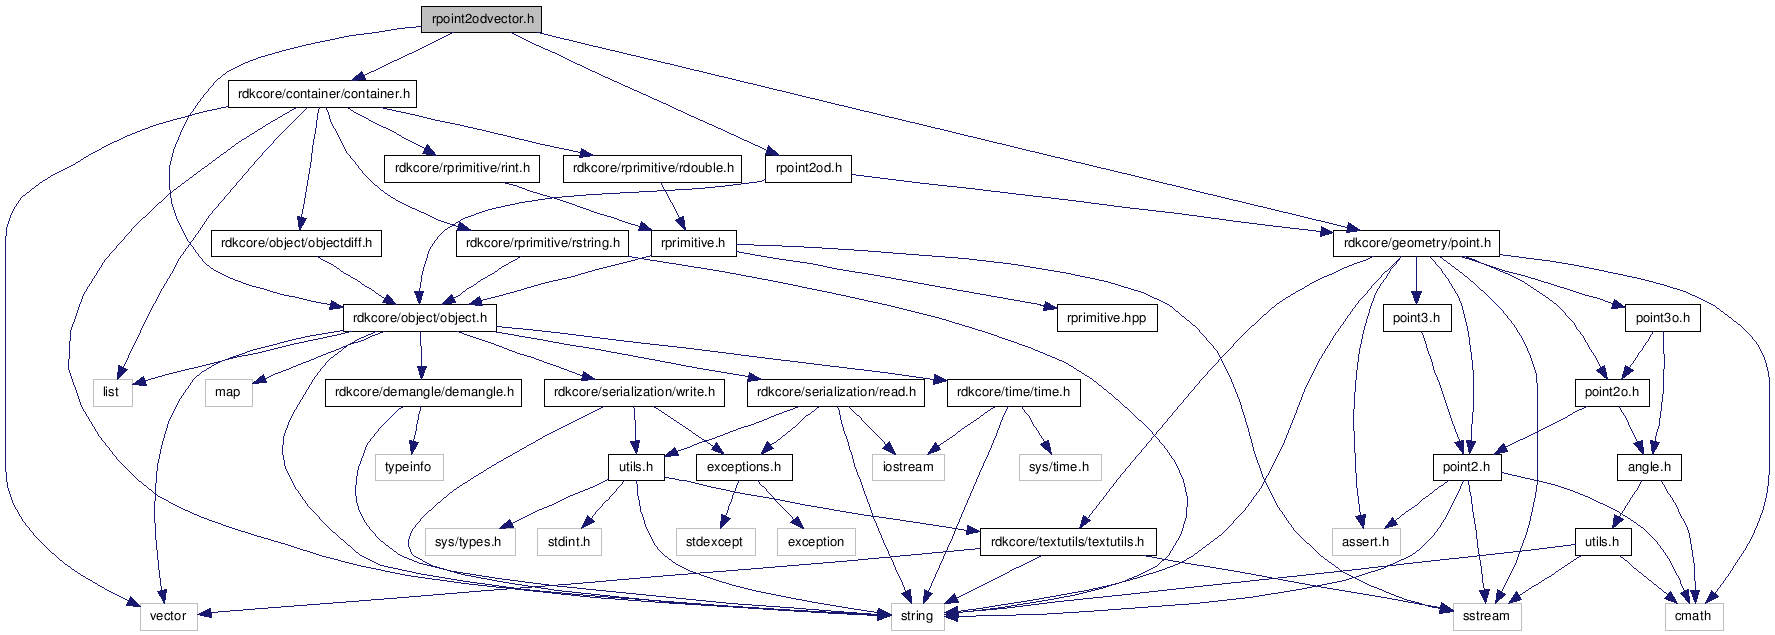 rpoint2odvector.h
rdkcore/container/container.h
rdkcore/rprimitive/rint.h
rdkcore/rprimitive/rdouble.h
rpoint2od.h
rdkcore/object/objectdiff.h
rdkcore/rprimitive/rstring.h
rprimitive.h
rdkcore/geometry/point.h
rdkcore/object/object.h
rprimitive.hpp
point3.h
point3o.h
list
map
rdkcore/demangle/demangle.h
rdkcore/serialization/write.h
rdkcore/serialization/read.h
rdkcore/time/time.h
point2o.h
typeinfo
utils.h
exceptions.h
iostream
sys/time.h
point2.h
angle.h
sys/types.h
stdint.h
stdexcept
exception
rdkcore/textutils/textutils.h
assert.h
utils.h
vector
string
sstream
cmath